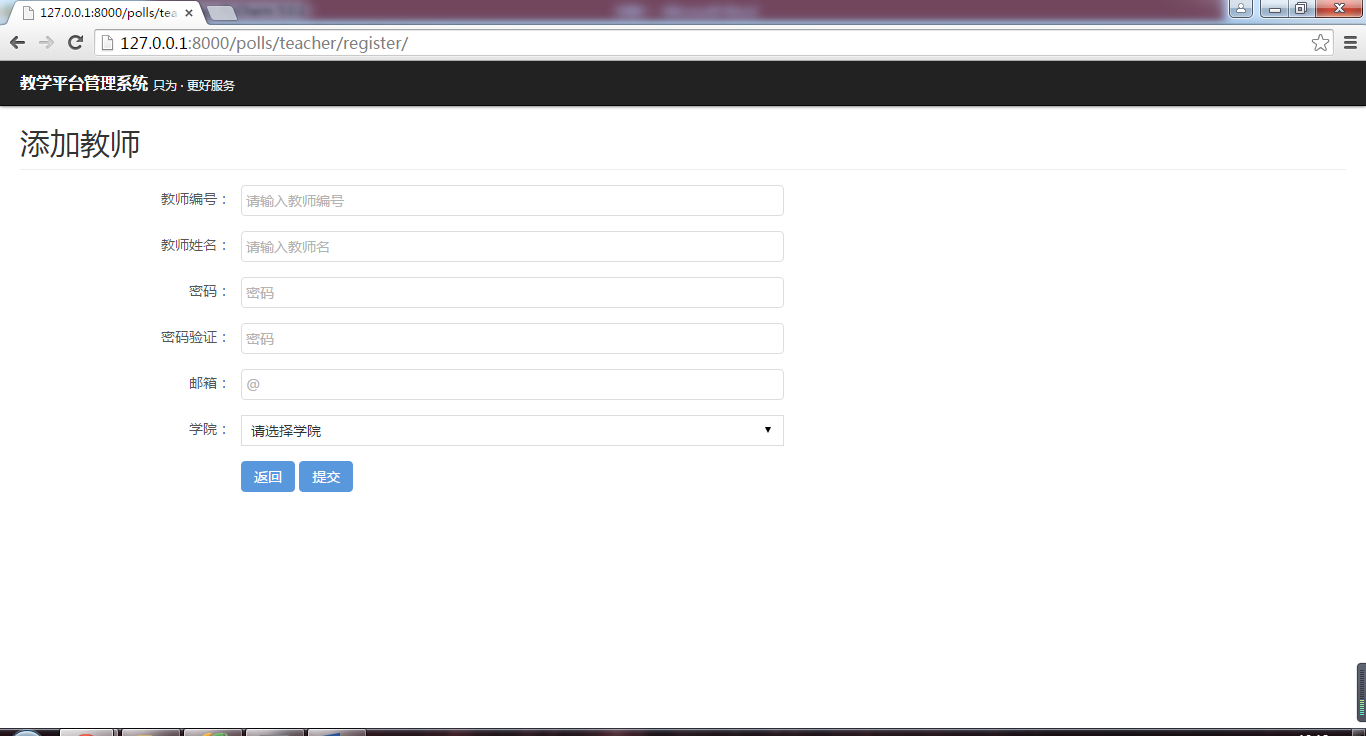 127.0.0.1:8000/polls/tea
127.0.0.1:8000/polls/teacher/register/
教学平台管理系统 只为 · 更好服务
添加教师
教师编号： 请输入教师编号
教师姓名： 请输入教师名
密码： 密码
密码验证： 密码
邮箱： @
学院： 请选择学院
返回 提交